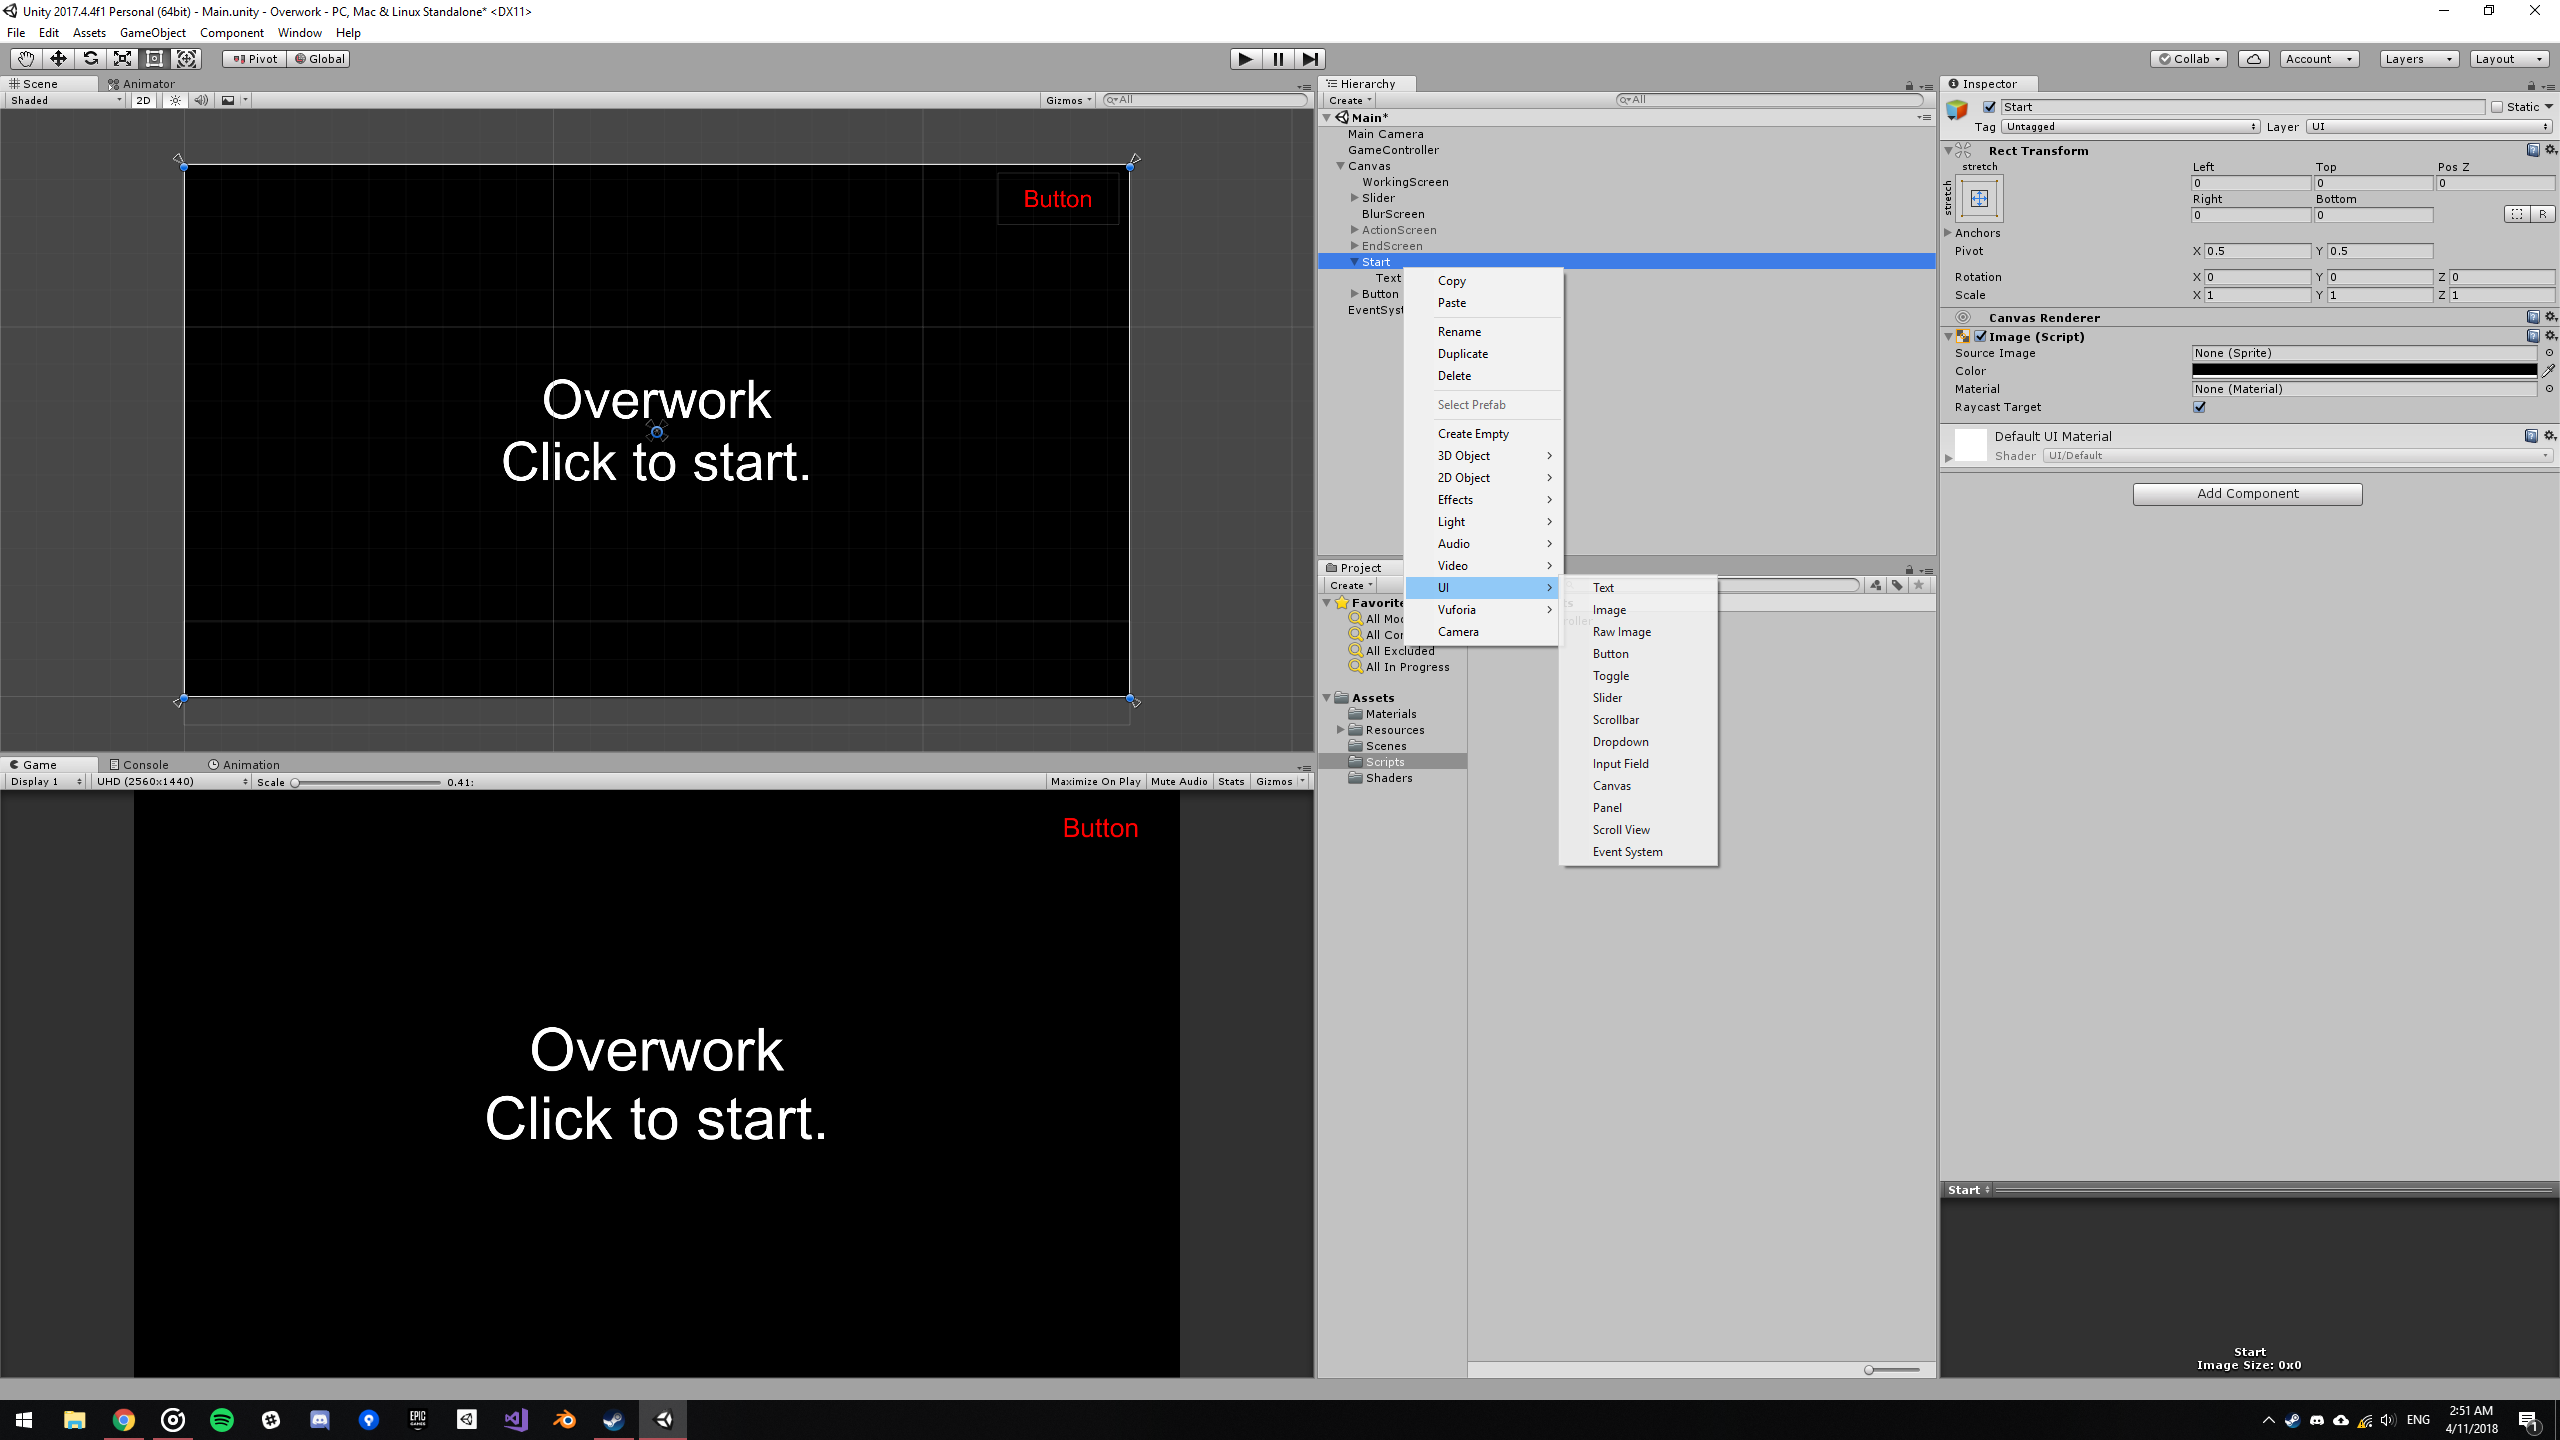 Unity 2017.4.4f1 Personal (64bit) - Main.unity - Overwork - PC, Mac & Linux Standalone* <DX11>
File Edit Assets GameObject Component Window Help
Pivot Global Collab Account Layers Layout
Scene Animator
Shaded 2D Gizmos All
Button
Overwork
Click to start.
Game Console Animation
Display 1 UHD (2560x1440) Scale 0.41: Maximize On Play Mute Audio Stats Gizmos
Button
Overwork
Click to start.
Hierarchy
Create All
Main*
Main Camera
GameController
Canvas
WorkingScreen
Slider
BlurScreen
ActionScreen
EndScreen
Start
Text
Button
EventSyst
Copy
Paste
Rename
Duplicate
Delete
Select Prefab
Create Empty
3D Object
2D Object
Effects
Light
Audio
Video
UI
Vuforia
Camera
Text
Image
Raw Image
Button
Toggle
Slider
Scrollbar
Dropdown
Input Field
Canvas
Panel
Scroll View
Event System
Project
Create
Favorite
All Mod
All Con
All Excluded
All In Progress
Assets
Materials
Resources
Scenes
Scripts
Shaders
Inspector
Start Static
Tag Untagged Layer UI
Rect Transform
stretch
stretch
Left Top Pos Z
0 0 0
Right Bottom
0 0 R
Anchors
Pivot X 0.5 Y 0.5
Rotation X 0 Y 0 Z 0
Scale X 1 Y 1 Z 1
Canvas Renderer
Image (Script)
Source Image None (Sprite)
Color
Material None (Material)
Raycast Target
Default UI Material
Shader UI/Default
Add Component
Start
Start
Image Size: 0x0
EPIC GAMES
ENG
2:51 AM
4/11/2018
1